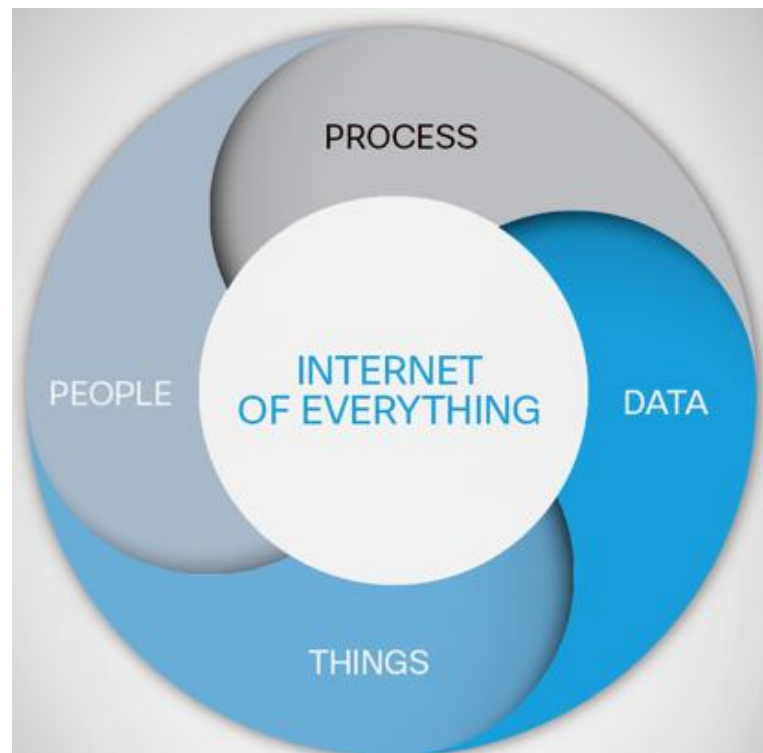 PROCESS
PEOPLE
INTERNET
OF EVERYTHING
DATA
THINGS